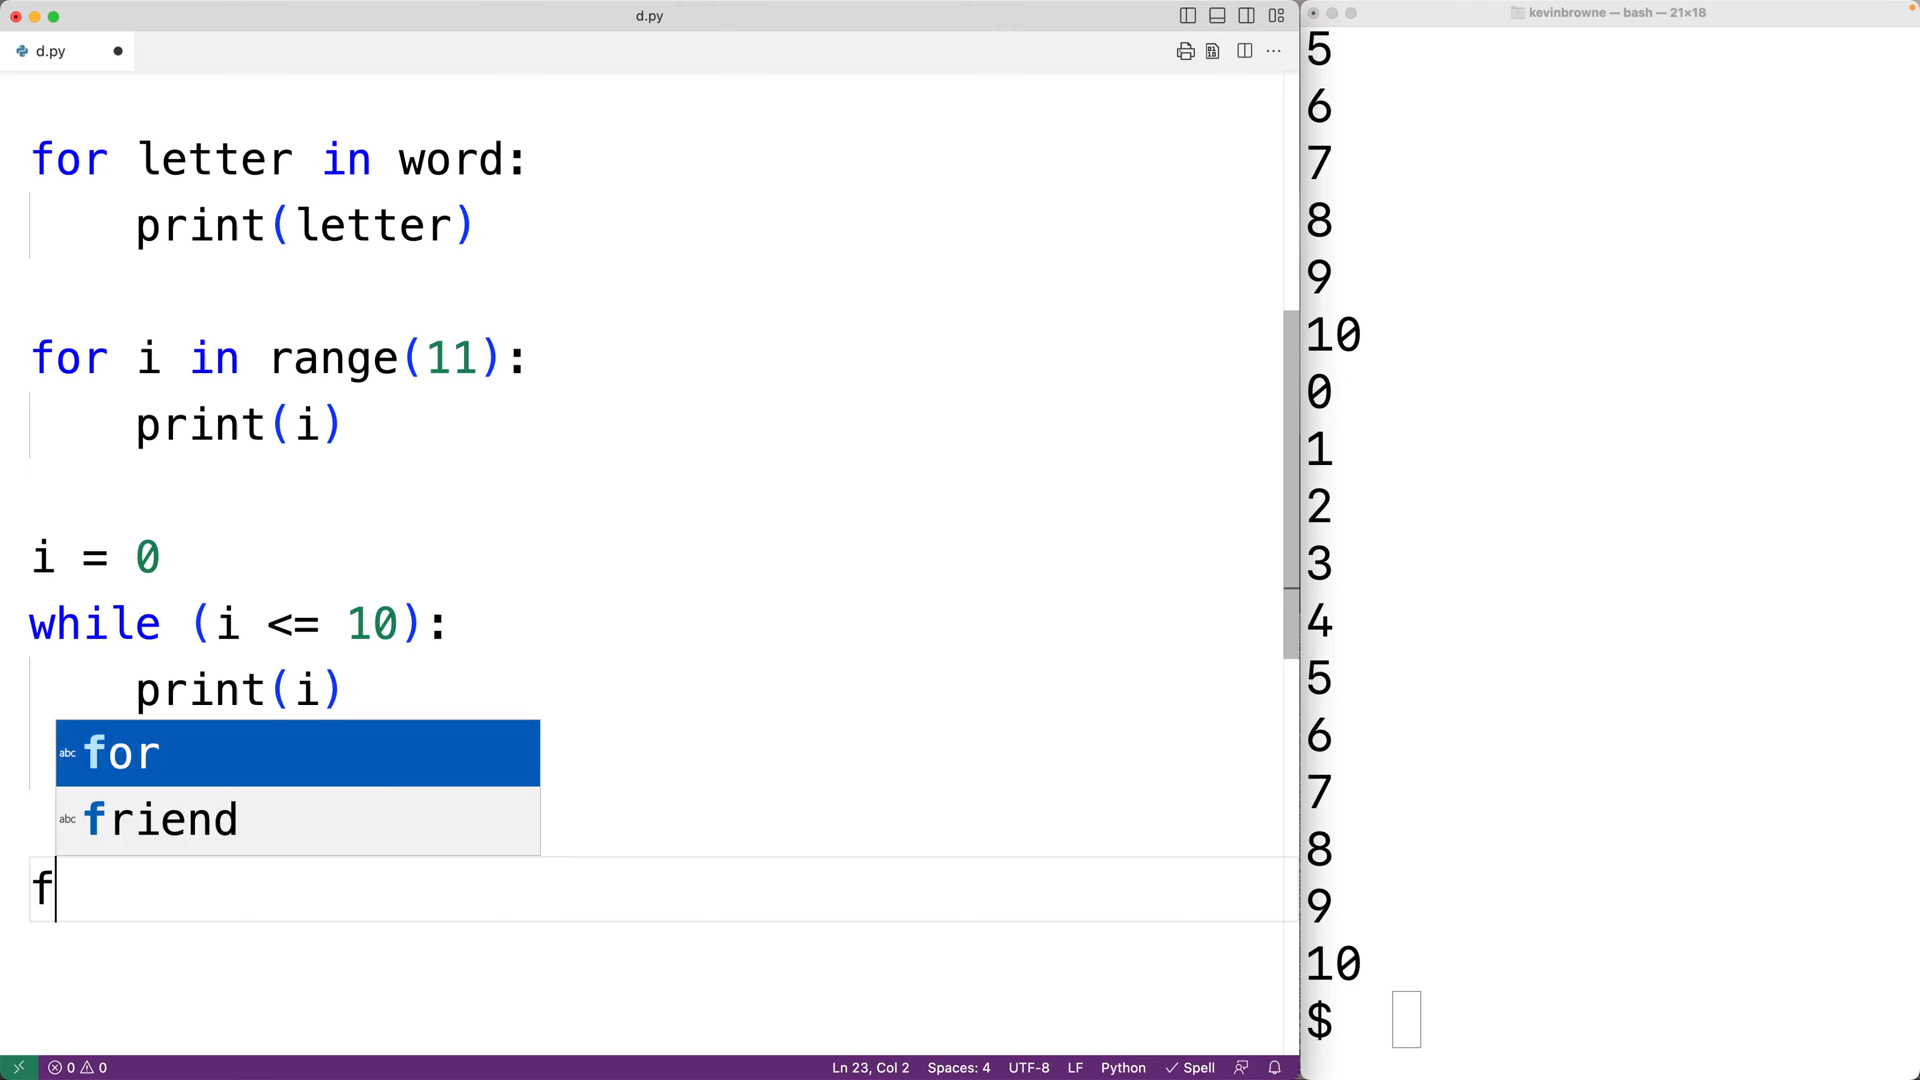 d.py
d.py
for letter in word:
print(letter)
for i in range(11):
print(i)
i = 0
while (i <= 10):
print(i)
abc for
abc friend
f
0 0
Ln 23, Col 2
Spaces: 4
UTF-8
LF
Python
Spell
kevinbrowne — bash — 21×18
5
6
7
8
9
10
0
1
2
3
4
5
6
7
8
9
10
$